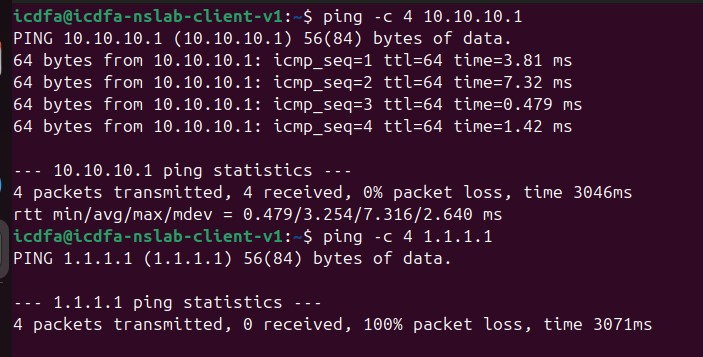 icdfa@icdfa-nslab-client-v1:~$ ping -c 4 10.10.10.1
PING 10.10.10.1 (10.10.10.1) 56(84) bytes of data.
64 bytes from 10.10.10.1: icmp_seq=1 ttl=64 time=3.81 ms
64 bytes from 10.10.10.1: icmp_seq=2 ttl=64 time=7.32 ms
64 bytes from 10.10.10.1: icmp_seq=3 ttl=64 time=0.479 ms
64 bytes from 10.10.10.1: icmp_seq=4 ttl=64 time=1.42 ms
--- 10.10.10.1 ping statistics ---
4 packets transmitted, 4 received, 0% packet loss, time 3046ms
rtt min/avg/max/mdev = 0.479/3.254/7.316/2.640 ms
icdfa@icdfa-nslab-client-v1:~$ ping -c 4 1.1.1.1
PING 1.1.1.1 (1.1.1.1) 56(84) bytes of data.
--- 1.1.1.1 ping statistics ---
4 packets transmitted, 0 received, 100% packet loss, time 3071ms